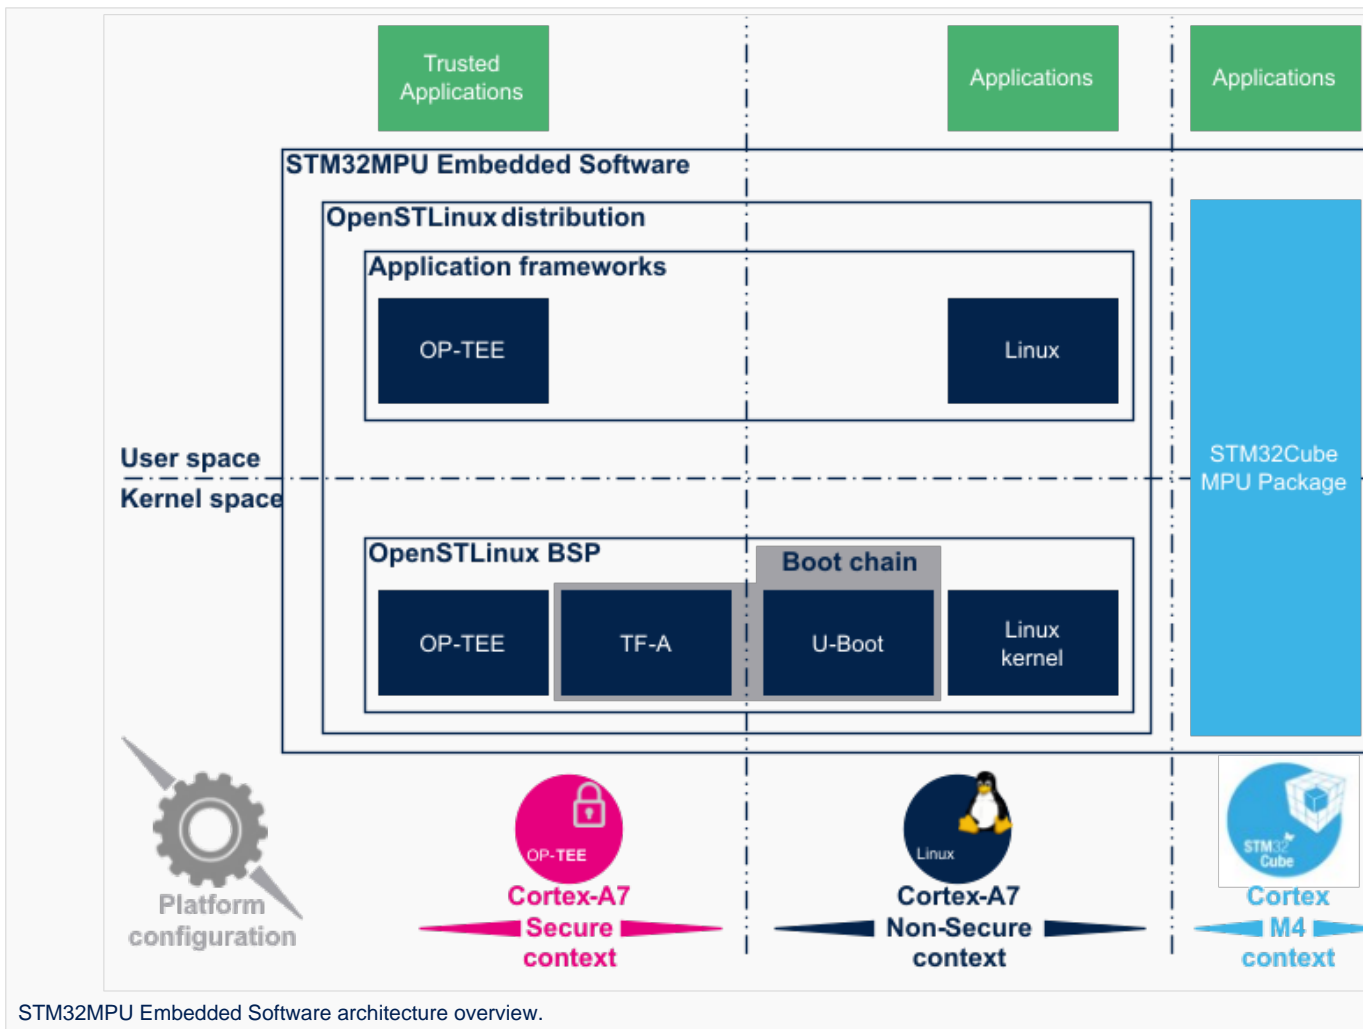 Trusted
Applications
Applications
Applications
STM32MPU Embedded Software
OpenSTLinux distribution
Application frameworks
OP-TEE
Linux
User space
Kernel space
STM32Cube
MPU Package
OpenSTLinux BSP
Boot chain
OP-TEE
TF-A
U-Boot
Linux
kernel
Platform
configuration
OP-TEE
Cortex-A7
Secure
context
Linux
Cortex-A7
Non-Secure
context
STM32
Cube
Cortex
M4
context
STM32MPU Embedded Software architecture overview.